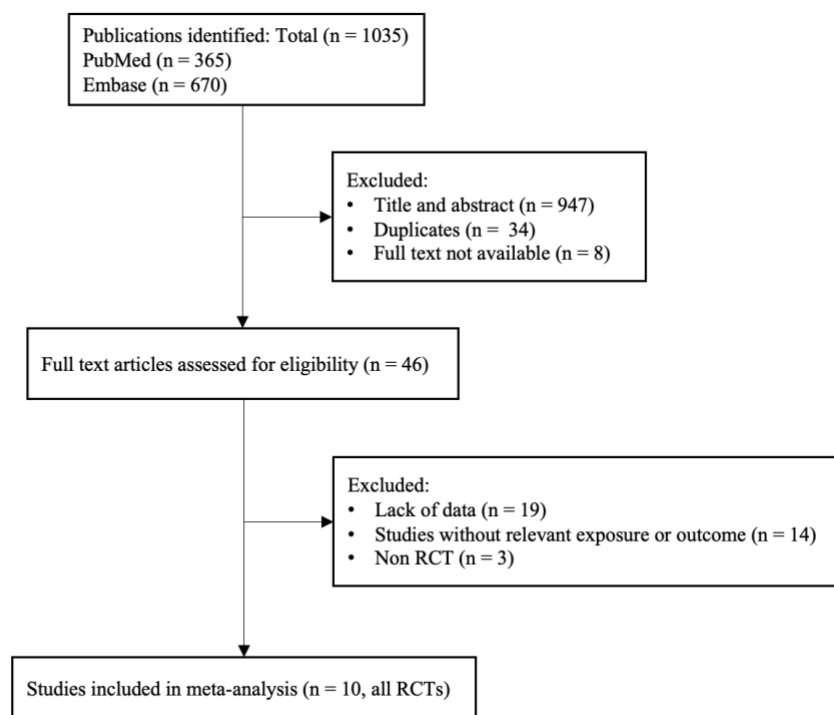 Publications identified: Total (n = 1035)
PubMed (n = 365)
Embase (n = 670)
Excluded:
• Title and abstract (n = 947)
• Duplicates (n = 34)
• Full text not available (n = 8)
Full text articles assessed for eligibility (n = 46)
Excluded:
• Lack of data (n = 19)
• Studies without relevant exposure or outcome (n = 14)
• Non RCT (n = 3)
Studies included in meta-analysis (n = 10, all RCTs)